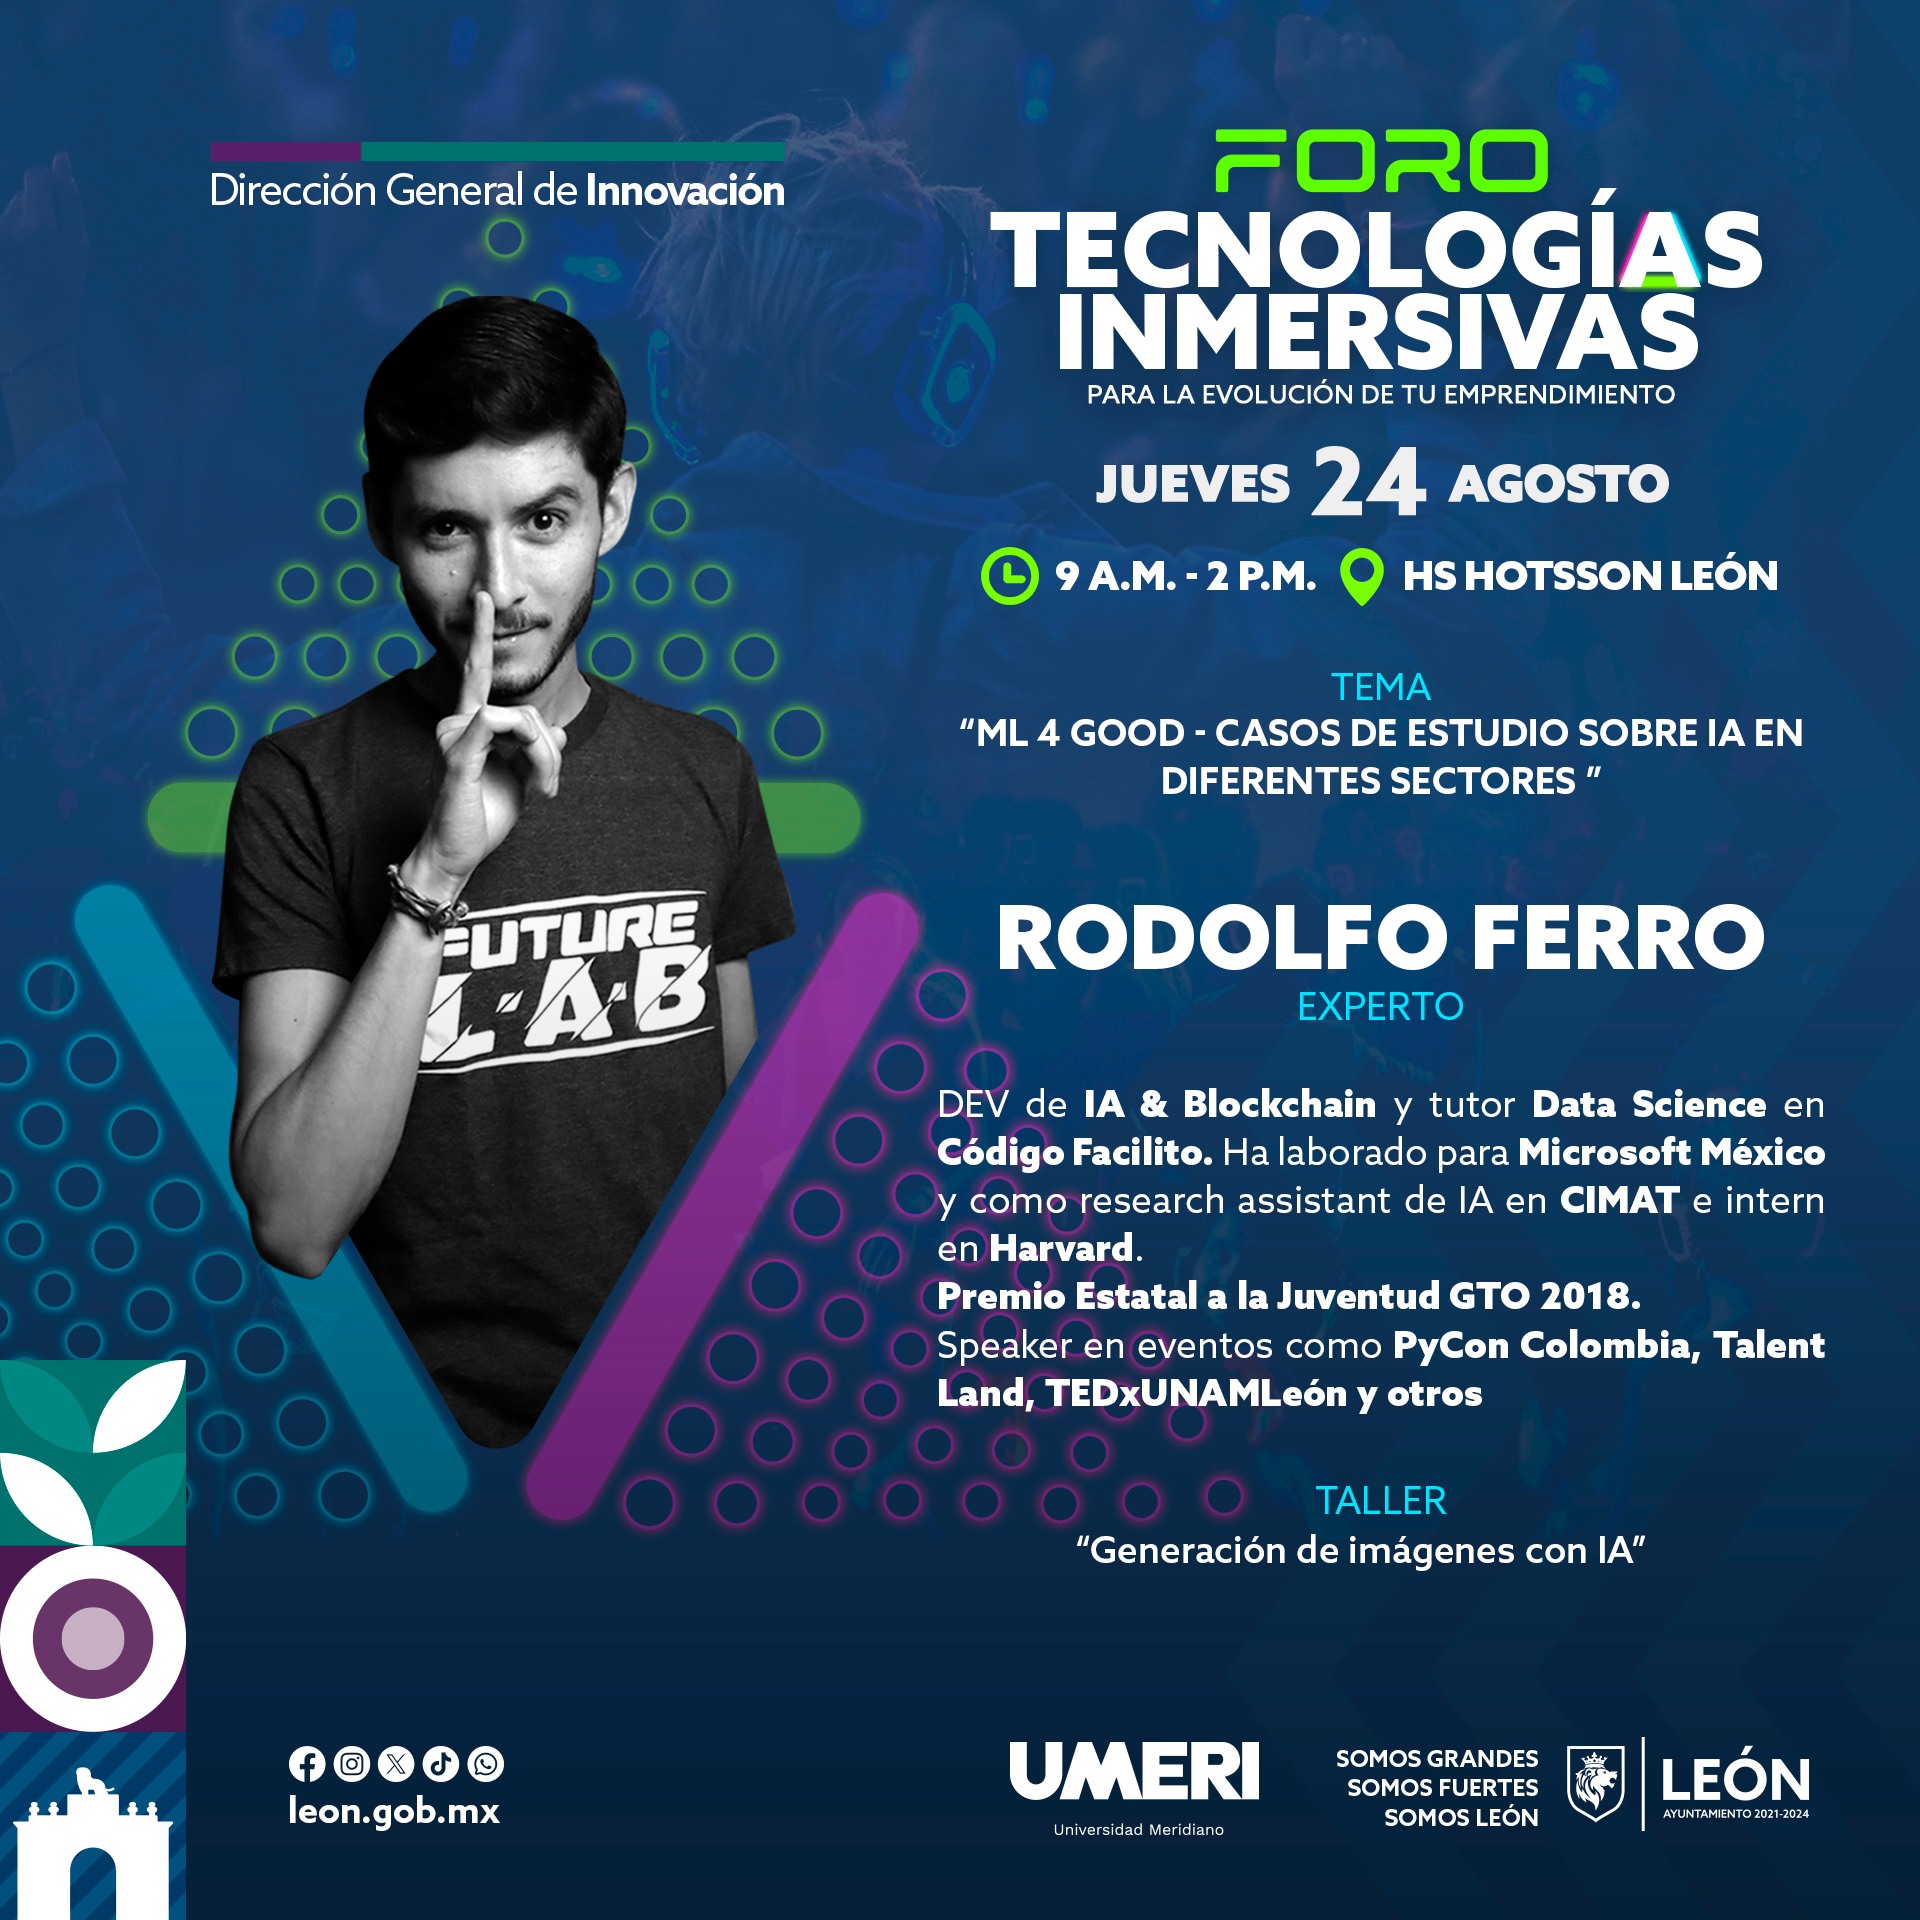 Dirección General de Innovación
FORO
TECNOLOGÍAS
INMERSIVAS
PARA LA EVOLUCIÓN DE TU EMPRENDIMIENTO
JUEVES 24 AGOSTO
9 A.M. - 2 P.M. HS HOTSSON LEÓN
TEMA
“ML 4 GOOD - CASOS DE ESTUDIO SOBRE IA EN
DIFERENTES SECTORES ”
RODOLFO FERRO
EXPERTO
DEV de IA & Blockchain y tutor Data Science en
Código Facilito. Ha laborado para Microsoft México
y como research assistant de IA en CIMAT e intern
en Harvard.
Premio Estatal a la Juventud GTO 2018.
Speaker en eventos como PyCon Colombia, Talent
Land, TEDxUNAMLeón y otros
TALLER
“Generación de imágenes con IA”
FUTURE
LAB
leon.gob.mx
UMERI
Universidad Meridiano
SOMOS GRANDES
SOMOS FUERTES
SOMOS LEÓN
LEÓN
AYUNTAMIENTO 2021-2024